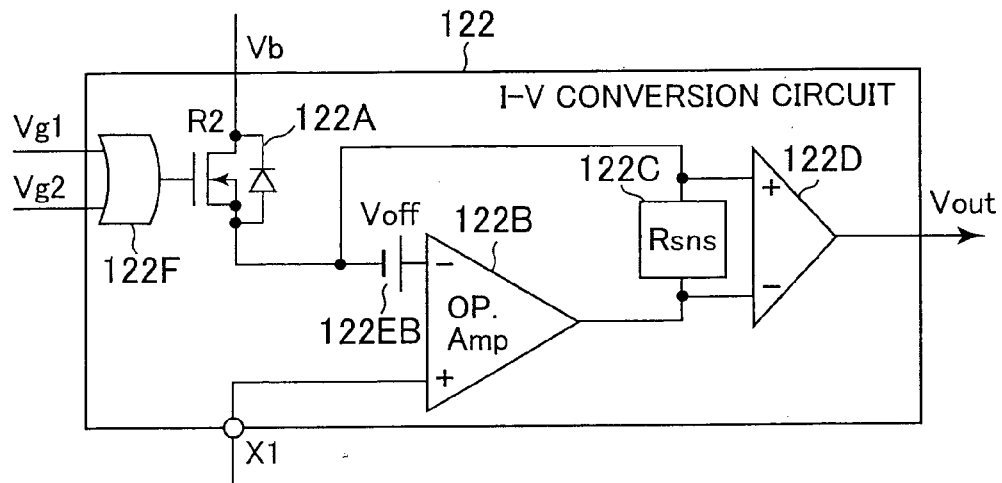 122
Vb
I-V CONVERSION CIRCUIT
Vg1
R2
122A
Vg2
122C
122D
Voff
122B
Vout
122F
−
Rsns
+
−
122EB
OP.
Amp
+
X1